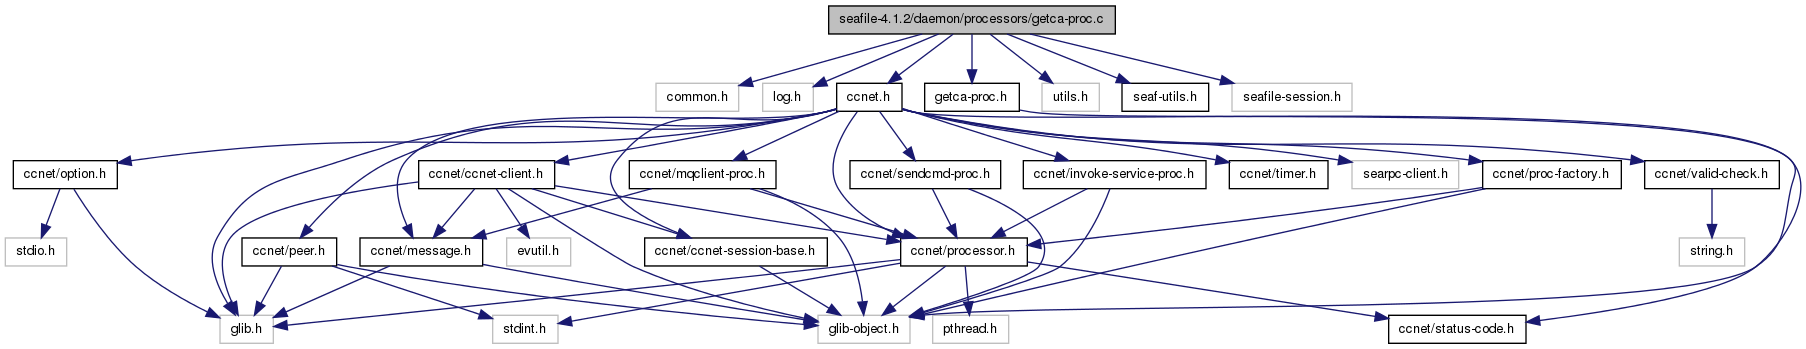 seafile-4.1.2/daemon/processors/getca-proc.c
common.h
log.h
ccnet.h
getca-proc.h
utils.h
seaf-utils.h
seafile-session.h
ccnet/option.h
ccnet/ccnet-client.h
ccnet/mqclient-proc.h
ccnet/sendcmd-proc.h
ccnet/invoke-service-proc.h
ccnet/timer.h
searpc-client.h
ccnet/proc-factory.h
ccnet/valid-check.h
stdio.h
ccnet/peer.h
ccnet/message.h
evutil.h
ccnet/ccnet-session-base.h
ccnet/processor.h
string.h
glib.h
stdint.h
glib-object.h
pthread.h
ccnet/status-code.h